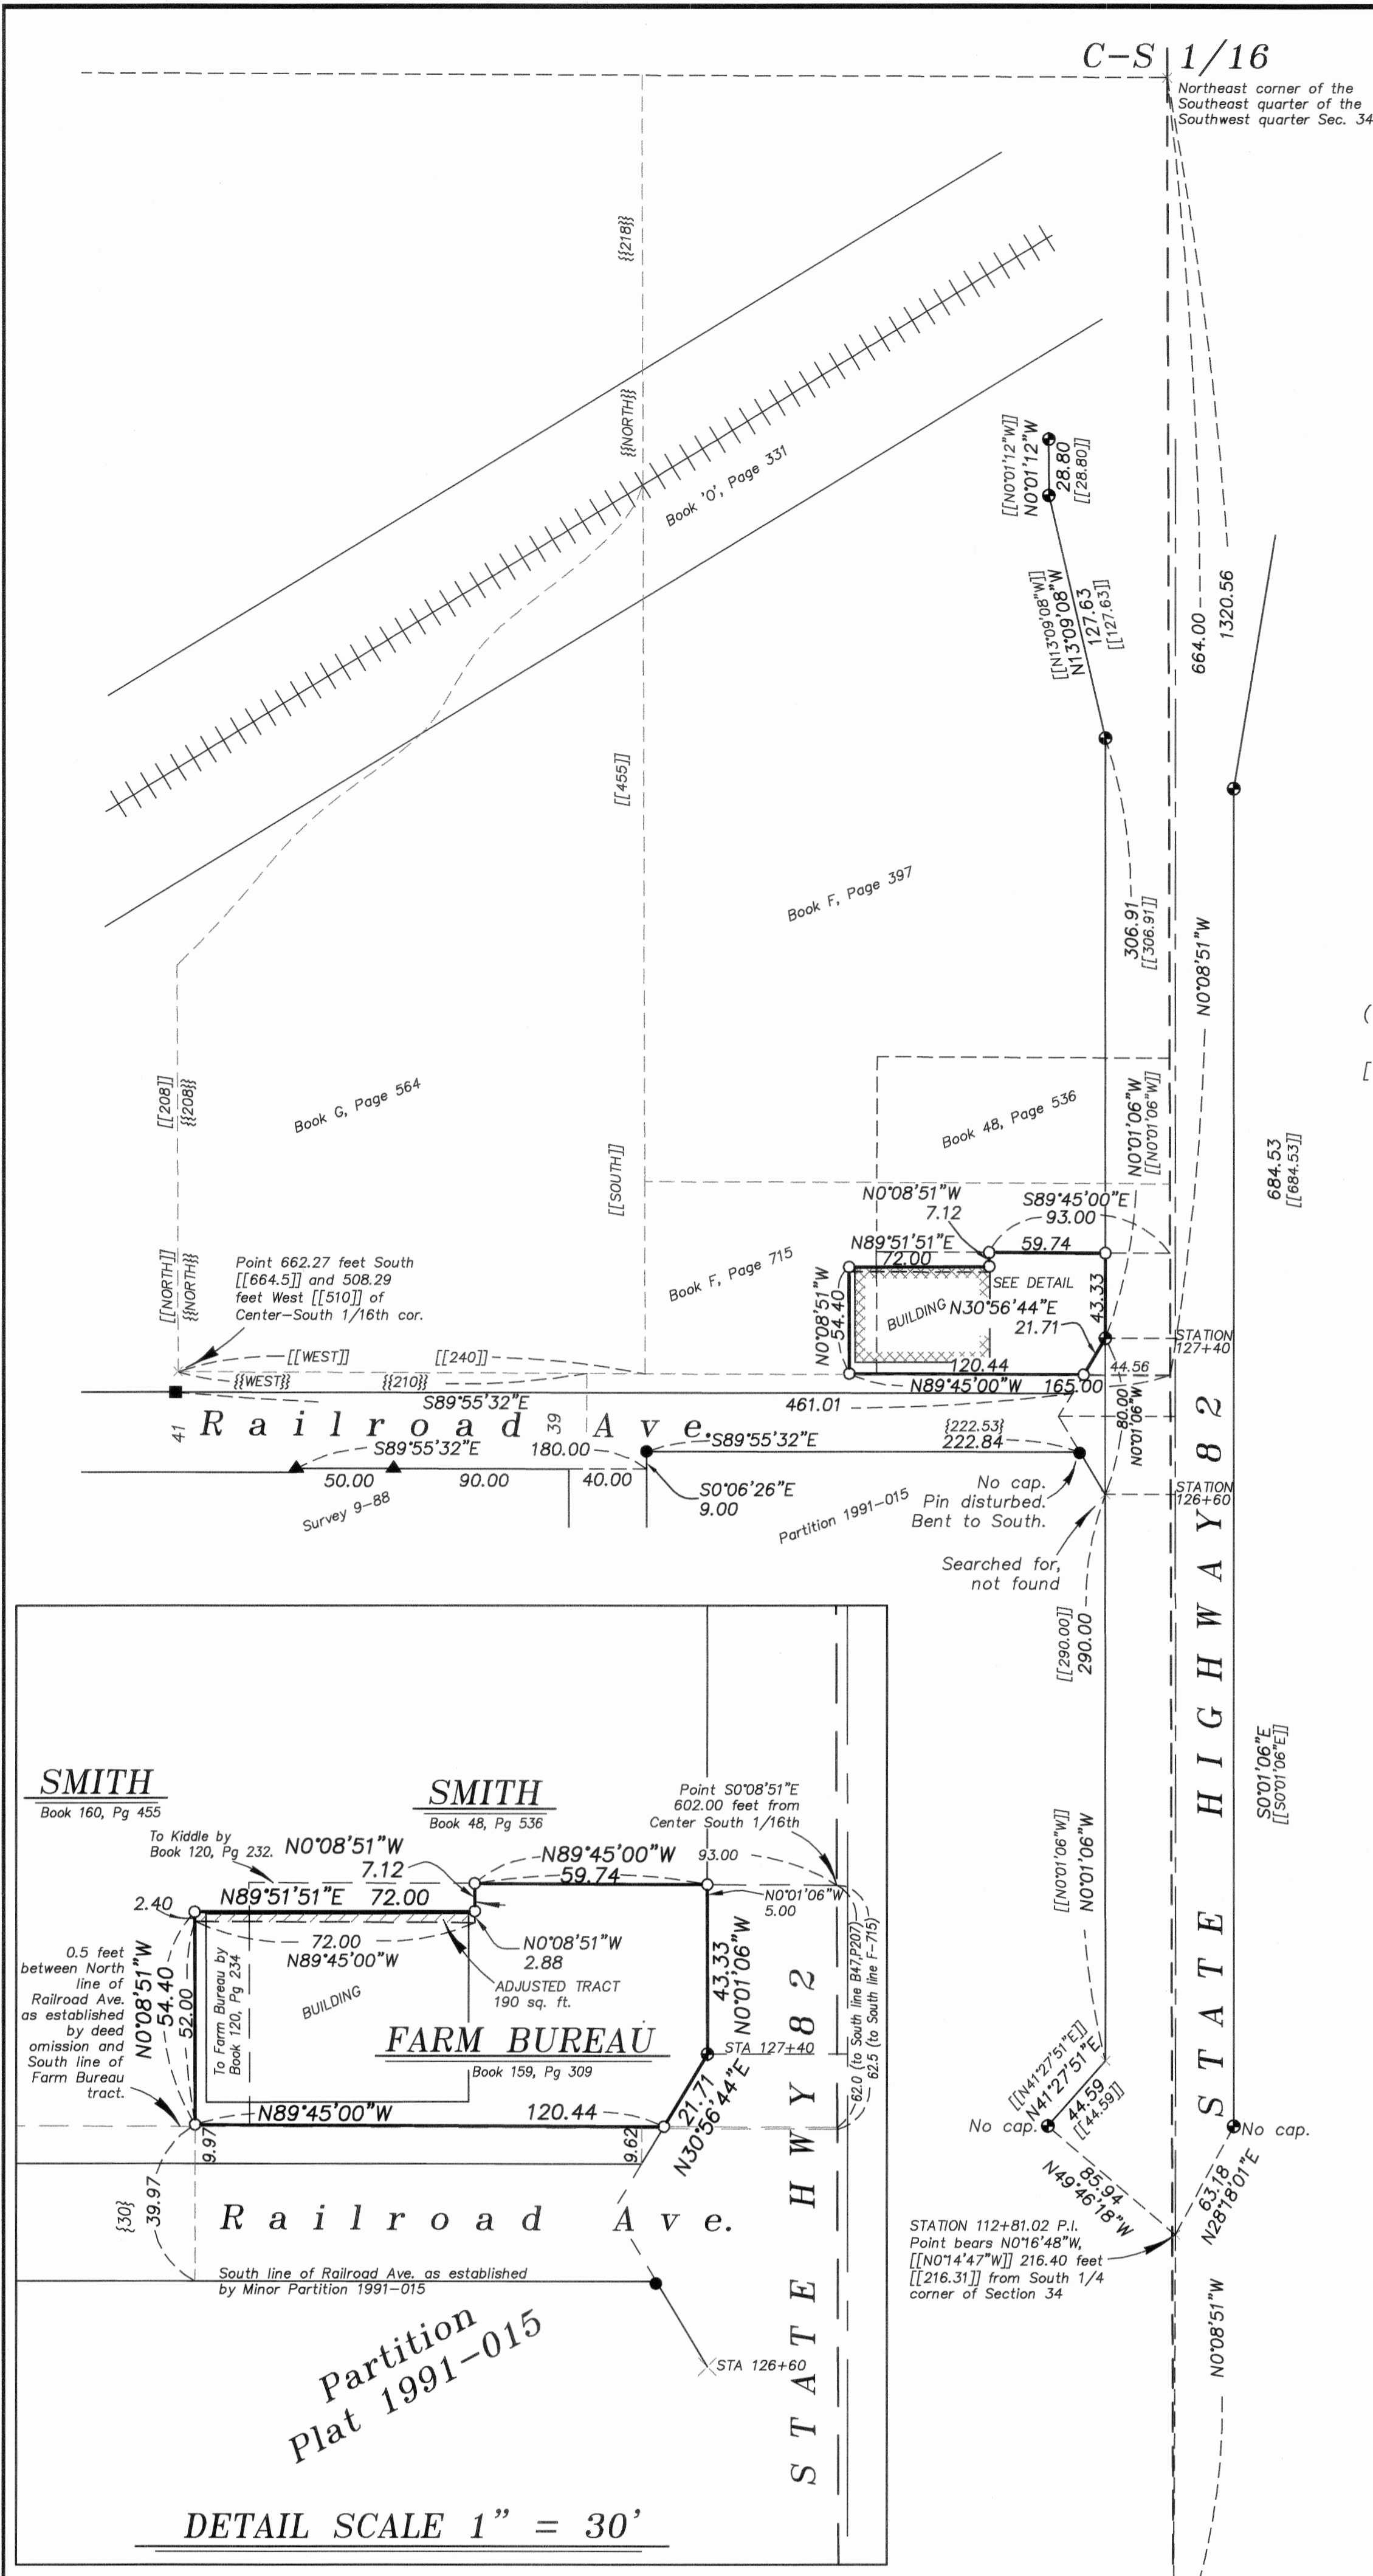 C-S 1/16
Northeast corner of the
Southeast quarter of the
Southwest quarter Sec. 34
{{218}}
{{NORTH}}
Book 'O', Page 331
[[N0°01'12"W]]
N0°01'12"W
28.80
[[28.80]]
[[N13°09'08"W]]
N13°09'08"W
127.63
[[127.63]]
664.00
1320.56
[[455]]
Book F, Page 397
306.91
[[306.91]]
N0°08'51"W
(
[
[[208]]
{{208}}
Book G, Page 564
Book 48, Page 536
N0°01'06"W
[[N0°01'06"W]]
684.53
[[684.53]]
[[SOUTH]]
N0°08'51"W
7.12
S89°45'00"E
93.00
[[NORTH]]
{{NORTH}}
Point 662.27 feet South
[[664.5]] and 508.29
feet West [[510]] of
Center-South 1/16th cor.
Book F, Page 715
N89°51'51"E
72.00
59.74
N0°08'51"W
54.40
BUILDING
SEE DETAIL
N30°56'44"E
21.71
43.33
STATION
127+40
[[WEST]]
[[240]]
{{WEST}}
{{210}}
120.44
44.56
N89°45'00"W
165.00
S89°55'32"E
461.01
80.00
N0°01'06"W
41
Railroad Ave.
39
S89°55'32"E
180.00
S89°55'32"E
{222.53}
222.84
50.00
90.00
40.00
S0°06'26"E
9.00
Survey 9-88
Partition 1991-015
No cap.
Pin disturbed.
Bent to South.
STATION
126+60
Searched for,
not found
[[290.00]]
290.00
STATE HIGHWAY 82
S0°01'06"E
[[S0°01'06"E]]
[[N0°01'06"W]]
N0°01'06"W
[[N41°27'51"E]]
N41°27'51"E
44.59
[[44.59]]
No cap.
No cap.
85.94
N49°46'18"W
63.18
N28°18'01"E
STATION 112+81.02 P.I.
Point bears N0°16'48"W,
[[N0°14'47"W]] 216.40 feet
[[216.31]] from South 1/4
corner of Section 34
N0°08'51"W
SMITH
Book 160, Pg 455
SMITH
Book 48, Pg 536
Point S0°08'51"E
602.00 feet from
Center South 1/16th
To Kiddle by
Book 120, Pg 232.
N0°08'51"W
7.12
N89°45'00"W
93.00
59.74
2.40
N89°51'51"E 72.00
N0°01'06"W
5.00
72.00
N89°45'00"W
N0°08'51"W
2.88
0.5 feet
between North
line of
Railroad Ave.
as established
by deed
omission and
South line of
Farm Bureau
tract.
N0°08'51"W
54.40
52.00
To Farm Bureau by
Book 120, Pg 234
BUILDING
ADJUSTED TRACT
190 sq. ft.
43.33
N0°01'06"W
62.0 (to South line B47,P207)
62.5 (to South line F-715)
FARM BUREAU
Book 159, Pg 309
STA 127+40
21.71
N30°56'44"E
N89°45'00"W 120.44
9.97
9.62
{30}
39.97
Railroad Ave.
South line of Railroad Ave. as established
by Minor Partition 1991-015
STATE HWY 82
Partition
Plat 1991-015
STA 126+60
DETAIL SCALE 1" = 30'